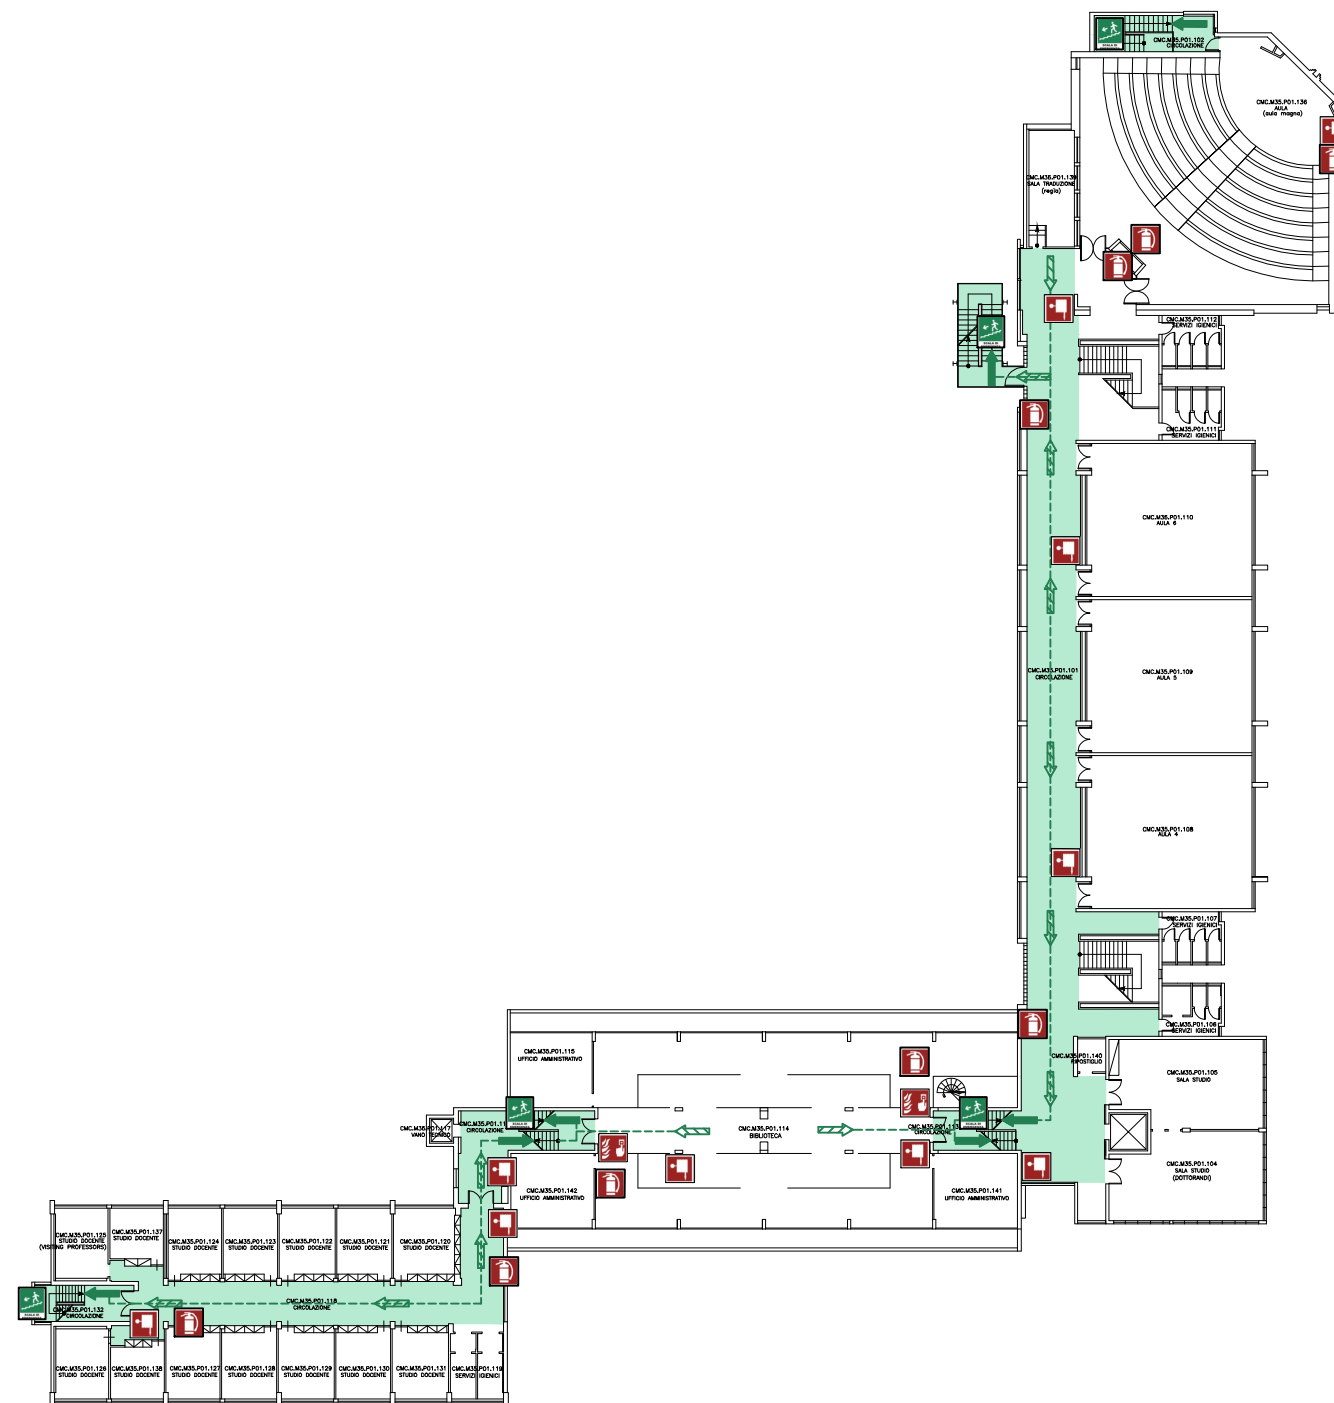 CMC.M35.P01.102
CIRCOLAZIONE
CMC.M35.P01.136
AULA
(aula magna)
CMC.M35.P01.139
SALA TRADUZIONE
(regia)
CMC.M35.P01.112
SERVIZI IGIENICI
CMC.M35.P01.111
SERVIZI IGIENICI
CMC.M35.P01.110
AULA 6
CMC.M35.P01.101
CIRCOLAZIONE
CMC.M35.P01.109
AULA 5
CMC.M35.P01.108
AULA 4
CMC.M35.P01.107
SERVIZI IGIENICI
CMC.M35.P01.106
SERVIZI IGIENICI
CMC.M35.P01.140
RIPOSTIGLIO
CMC.M35.P01.105
SALA STUDIO
CMC.M35.P01.104
SALA STUDIO
(DOTTORANDI)
CMC.M35.P01.115
UFFICIO AMMINISTRATIVO
CMC.M35.P01.117
VANO TECNICO
CIRCOLAZIONE
CMC.M35.P01.114
BIBLIOTECA
CMC.M35.P01.113
CIRCOLAZIONE
CMC.M35.P01.142
UFFICIO AMMINISTRATIVO
CMC.M35.P01.141
UFFICIO AMMINISTRATIVO
CMC.M35.P01.125
STUDIO DOCENTE
(VISITING PROFESSORS)
CMC.M35.P01.137
STUDIO DOCENTE
CMC.M35.P01.124
STUDIO DOCENTE
CMC.M35.P01.123
STUDIO DOCENTE
CMC.M35.P01.122
STUDIO DOCENTE
CMC.M35.P01.121
STUDIO DOCENTE
CMC.M35.P01.120
STUDIO DOCENTE
CMC.M35.P01.132
CIRCOLAZIONE
CMC.M35.P01.118
CIRCOLAZIONE
CMC.M35.P01.126
STUDIO DOCENTE
CMC.M35.P01.138
STUDIO DOCENTE
CMC.M35.P01.127
STUDIO DOCENTE
CMC.M35.P01.128
STUDIO DOCENTE
CMC.M35.P01.129
STUDIO DOCENTE
CMC.M35.P01.130
STUDIO DOCENTE
CMC.M35.P01.131
STUDIO DOCENTE
CMC.M35.P01.119
SERVIZI IGIENICI